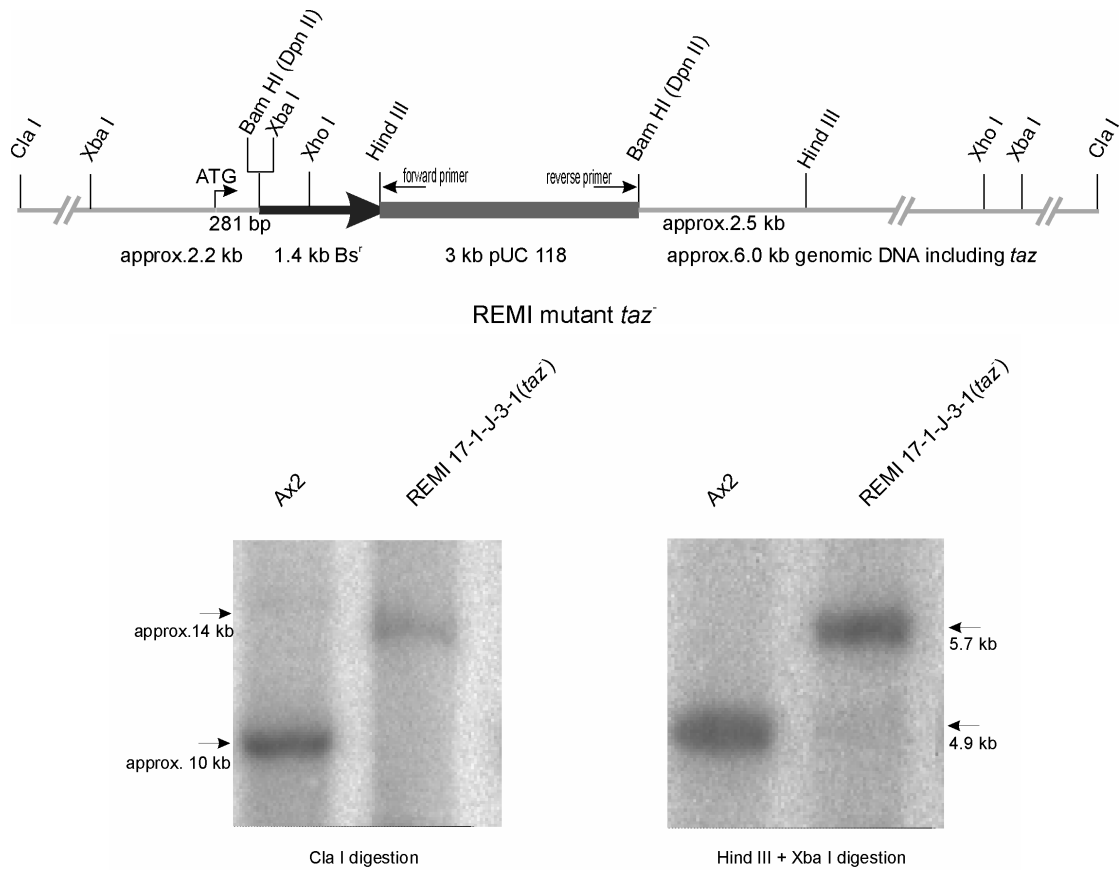 Cla I
Xba I
Bam HI (Dpn II)
Xba I
Xho I
Hind III
Bam HI (Dpn II)
Hind III
Xho I
Xba I
Cla I
ATG
forward primer
reverse primer
281 bp
approx.2.5 kb
approx.2.2 kb
1.4 kb Bsʳ
3 kb pUC 118
approx.6.0 kb genomic DNA including taz
REMI mutant taz⁻
Ax2
REMI 17-1-J-3-1(taz⁻)
Ax2
REMI 17-1-J-3-1(taz⁻)
approx.14 kb
approx. 10 kb
5.7 kb
4.9 kb
Cla I digestion
Hind III + Xba I digestion